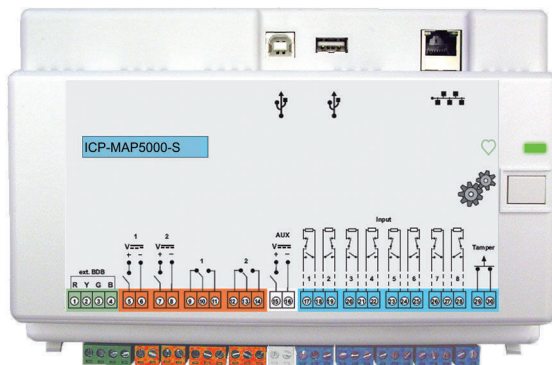 ICP-MAP5000-S
Input
1 2 AUX
V V V
+ - + - 1 2 + - 1 2 3 4 5 6 7 8 Tamper
ext. BDB
R Y G B
1 2 3 4 5 6 7 8 9 10 11 12 13 14 15 16 17 18 19 20 21 22 23 24 25 26 27 28 29 30